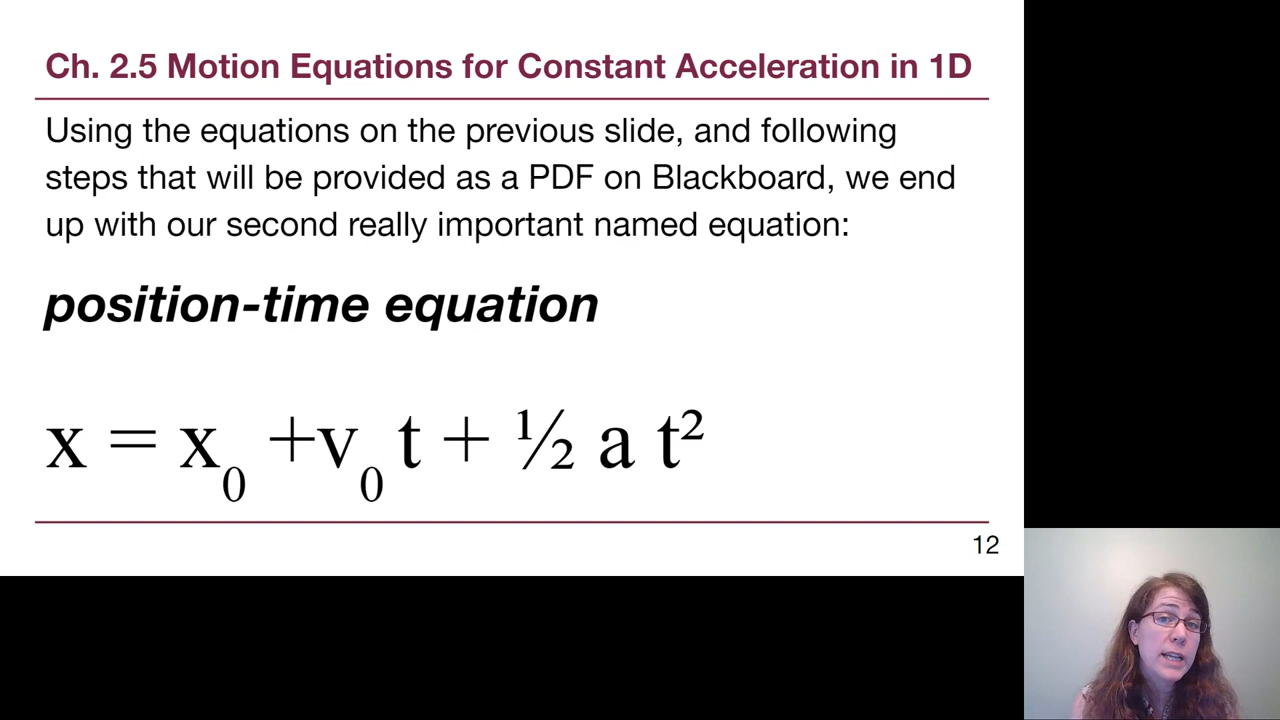 Ch. 2.5 Motion Equations for Constant Acceleration in 1D
Using the equations on the previous slide, and following
steps that will be provided as a PDF on Blackboard, we end
up with our second really important named equation:
position-time equation
x = x₀ +v₀ t + ½ a t²
12